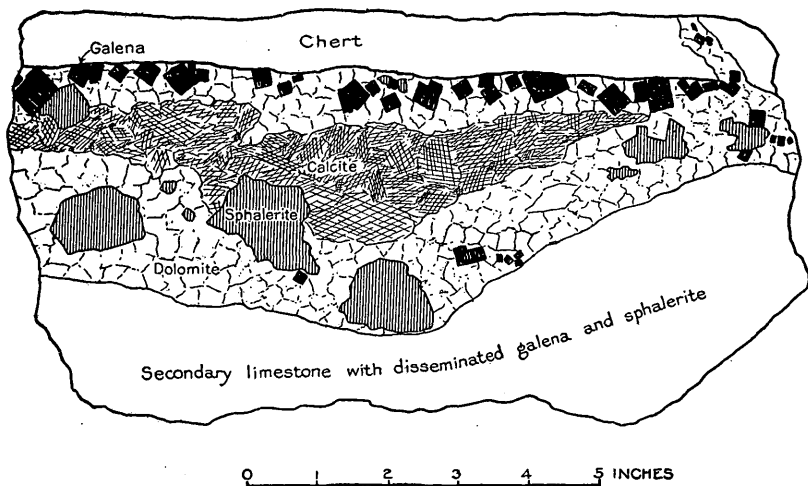 Chert
Galena
Calcite
Sphalerite
Dolomite
Secondary limestone with disseminated galena and sphalerite
0 1 2 3 4 5 INCHES